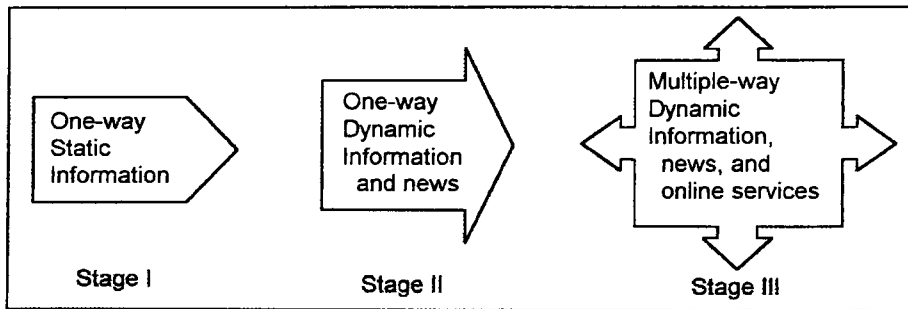 One-way
Static
Information
Stage I
One-way
Dynamic
Information
and news
Stage II
Multiple-way
Dynamic
Information,
news, and
online services
Stage III